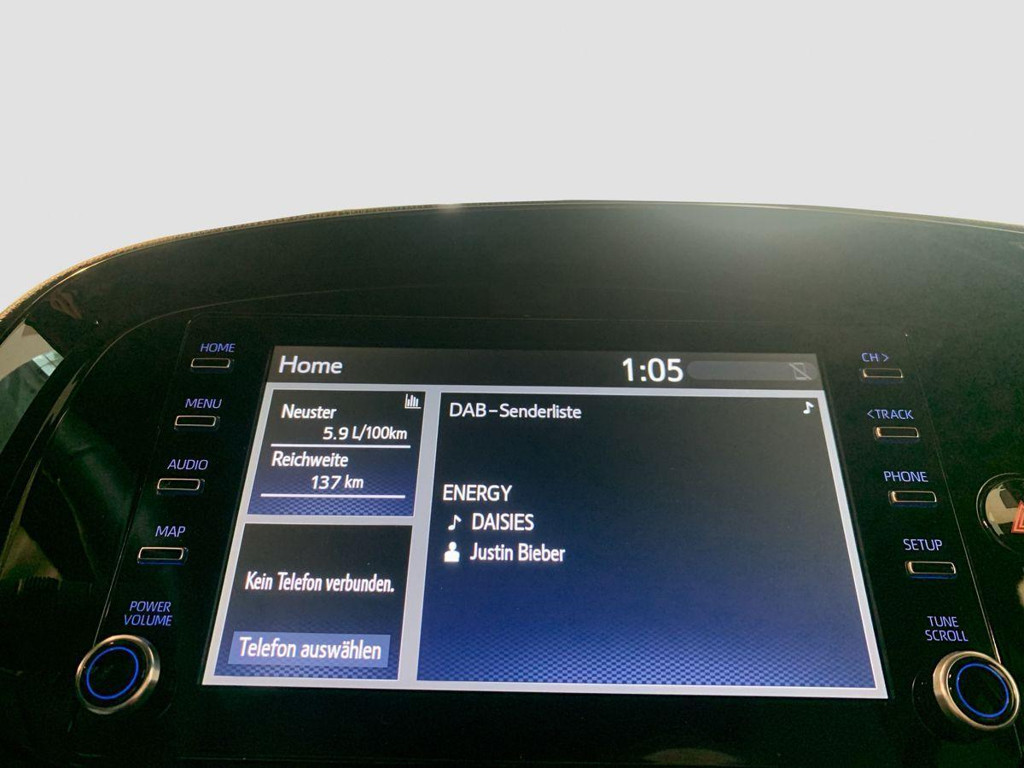 HOME
MENU
AUDIO
MAP
POWER
VOLUME
Home
1:05
Neuster
5.9 L/100km
Reichweite
137 km
Kein Telefon verbunden.
Telefon auswählen
DAB-Senderliste
ENERGY
DAISIES
Justin Bieber
CH >
<TRACK
PHONE
SETUP
TUNE
SCROLL